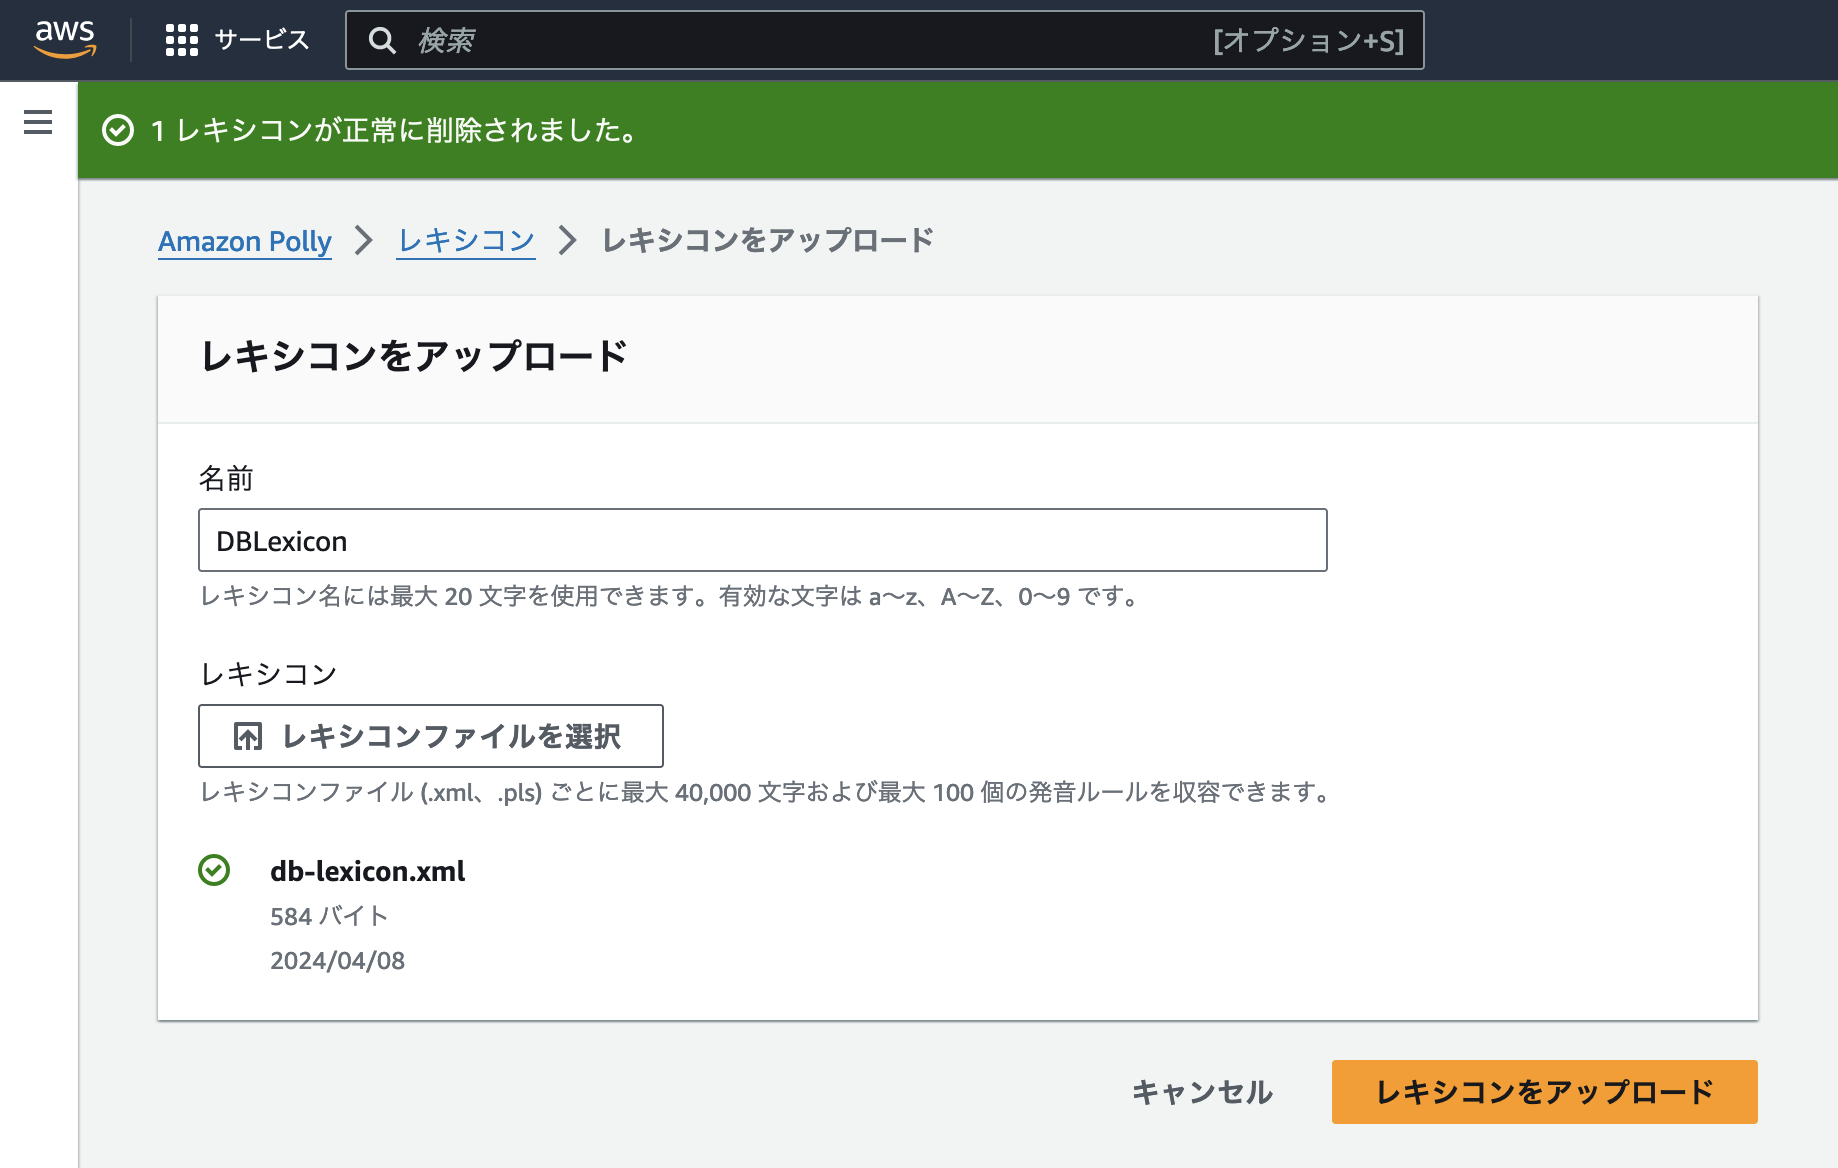 aws
サービス
検索
[オプション+S]
1 レキシコンが正常に削除されました。
Amazon Polly > レキシコン > レキシコンをアップロード
レキシコンをアップロード
名前
DBLexicon
レキシコン名には最大 20 文字を使用できます。有効な文字は a〜z、A〜Z、0〜9 です。
レキシコン
レキシコンファイルを選択
レキシコンファイル (.xml、.pls) ごとに最大 40,000 文字および最大 100 個の発音ルールを収容できます。
db-lexicon.xml
584 バイト
2024/04/08
キャンセル
レキシコンをアップロード